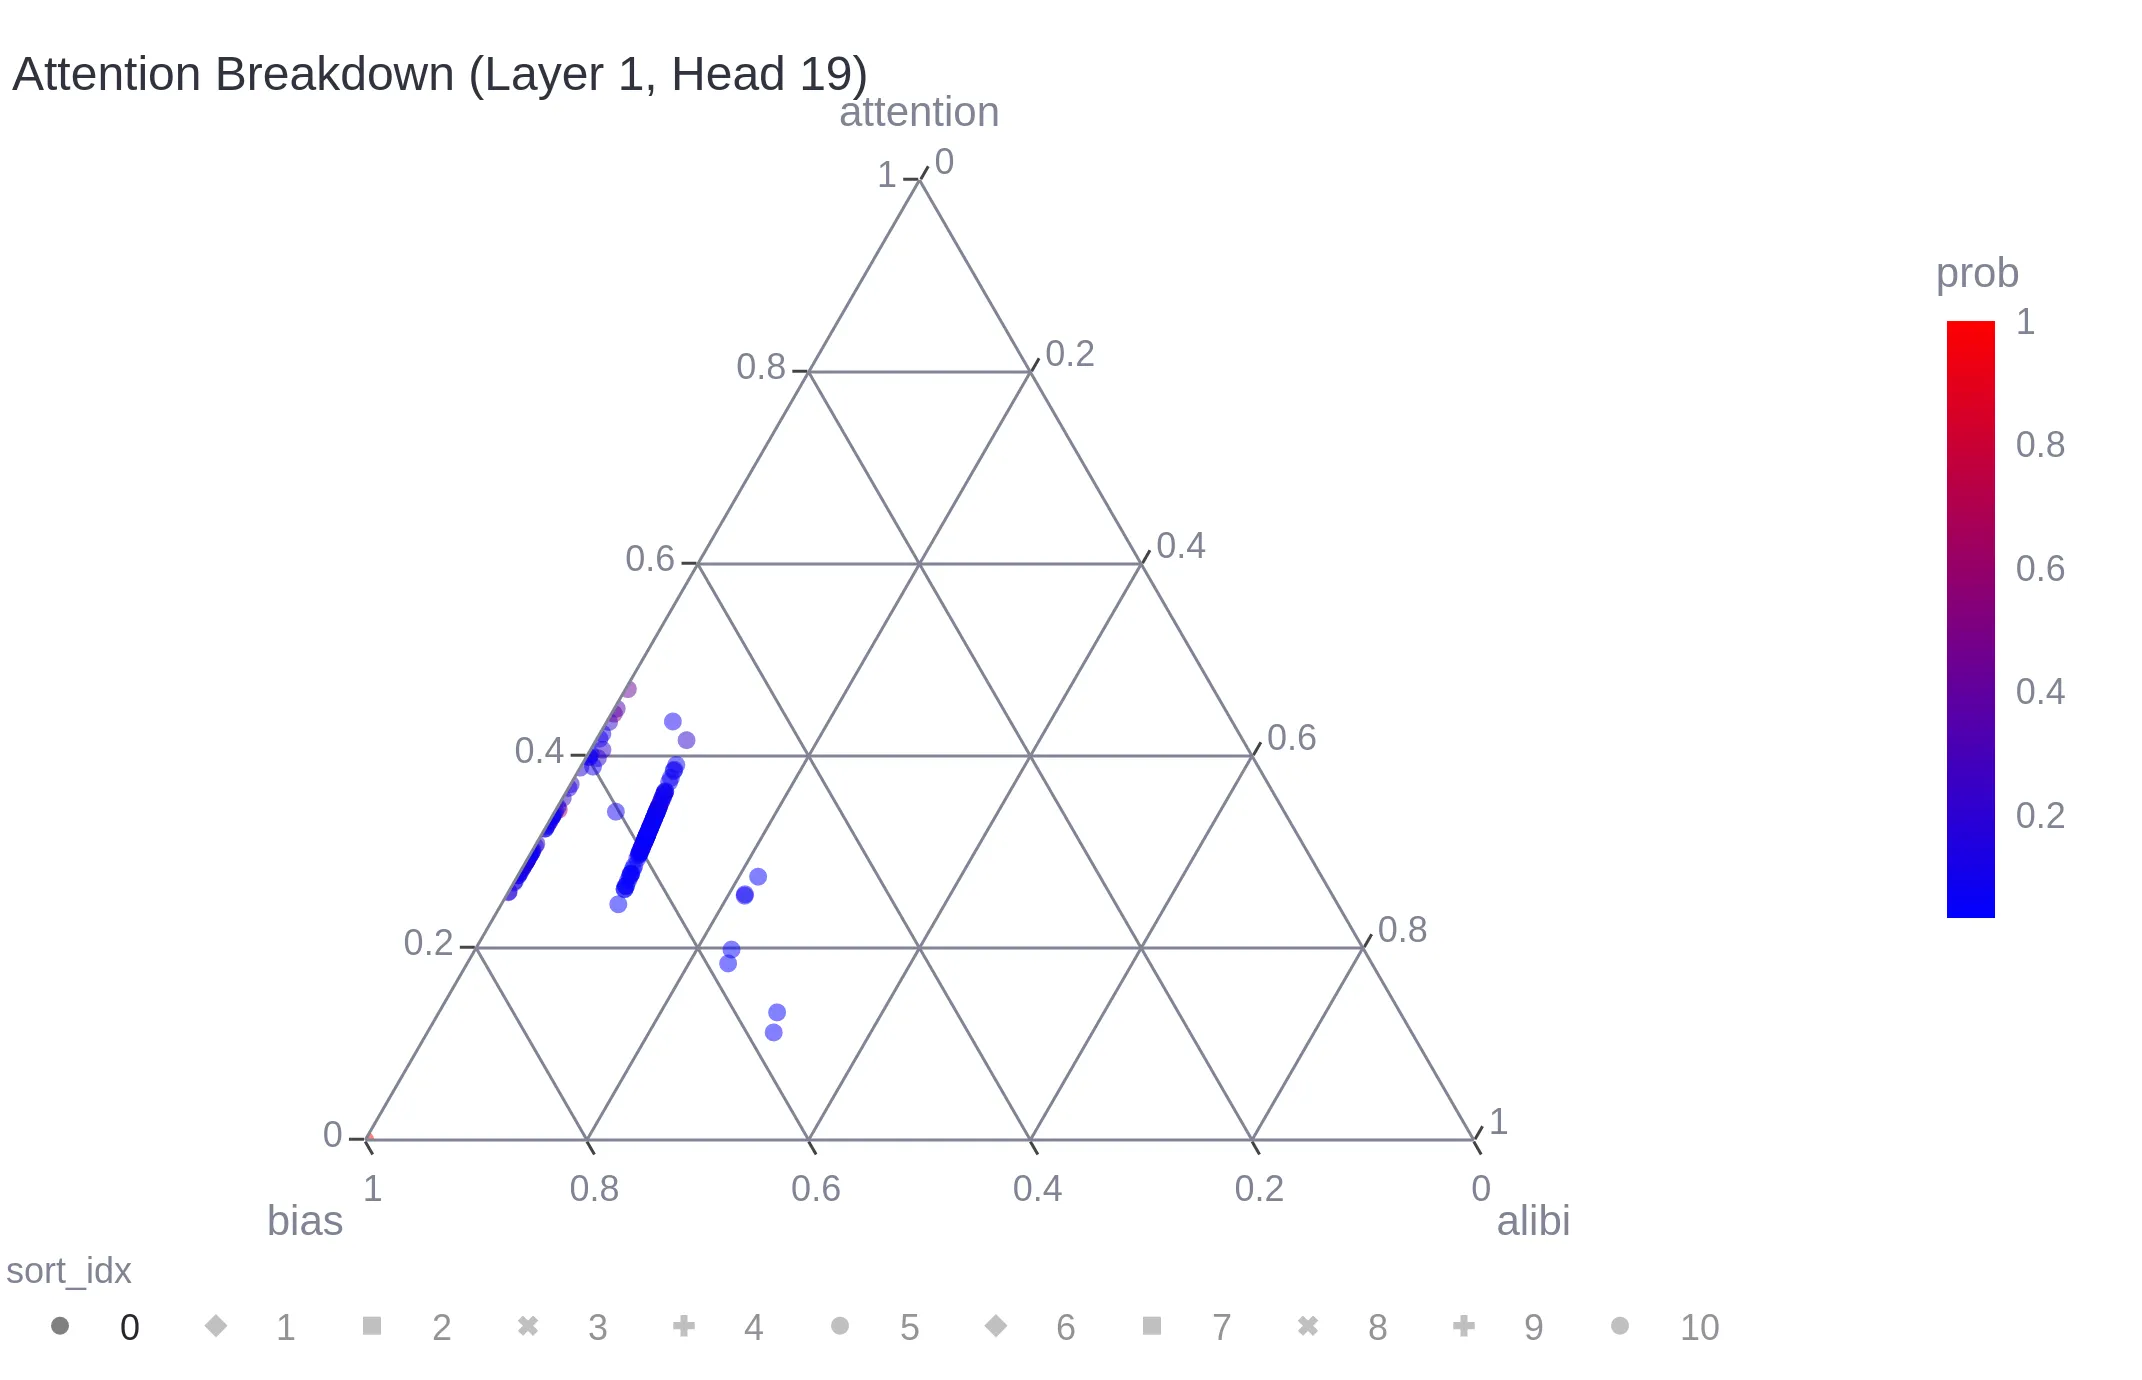 Attention Breakdown (Layer 1, Head 19)
attention
1 0
0.8 0.2
0.6 0.4
0.4 0.6
0.2 0.8
0 1
1 0.8 0.6 0.4 0.2 0
bias alibi
prob
1
0.8
0.6
0.4
0.2
sort_idx
0 1 2 3 4 5 6 7 8 9 10